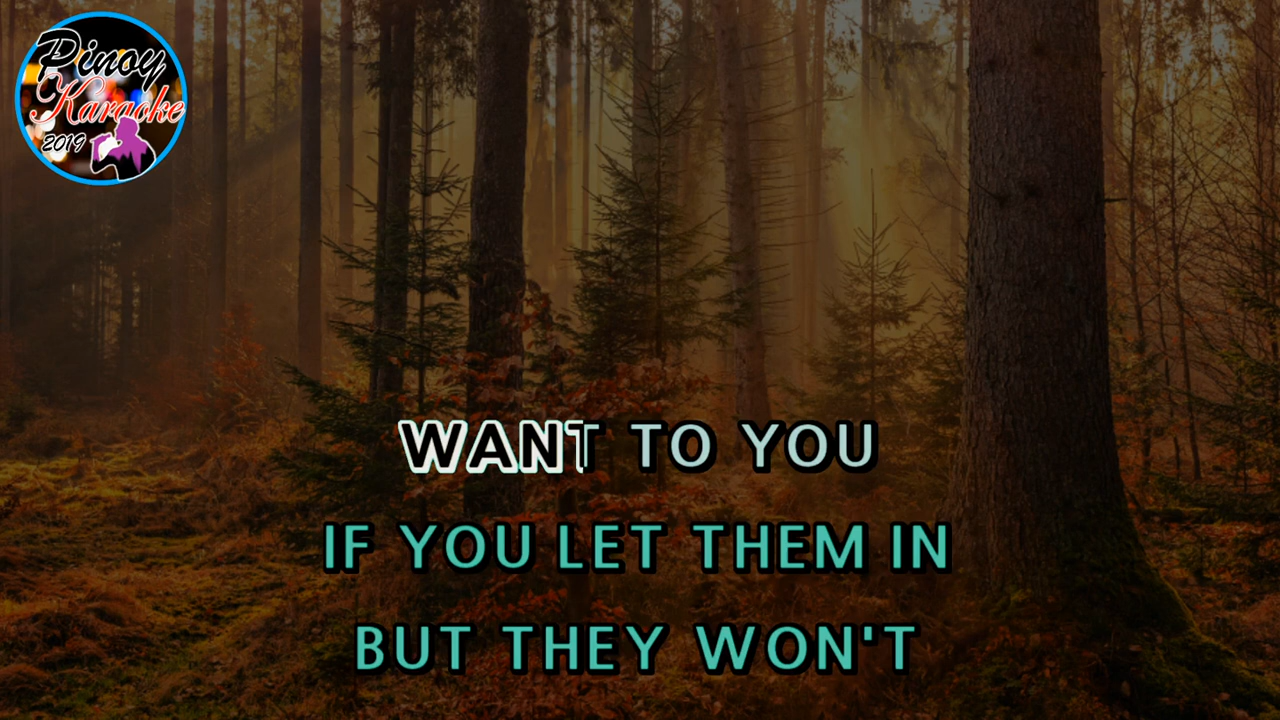 Pinoy
Karaoke
2019
WANT TO YOU
IF YOU LET THEM IN
BUT THEY WON'T